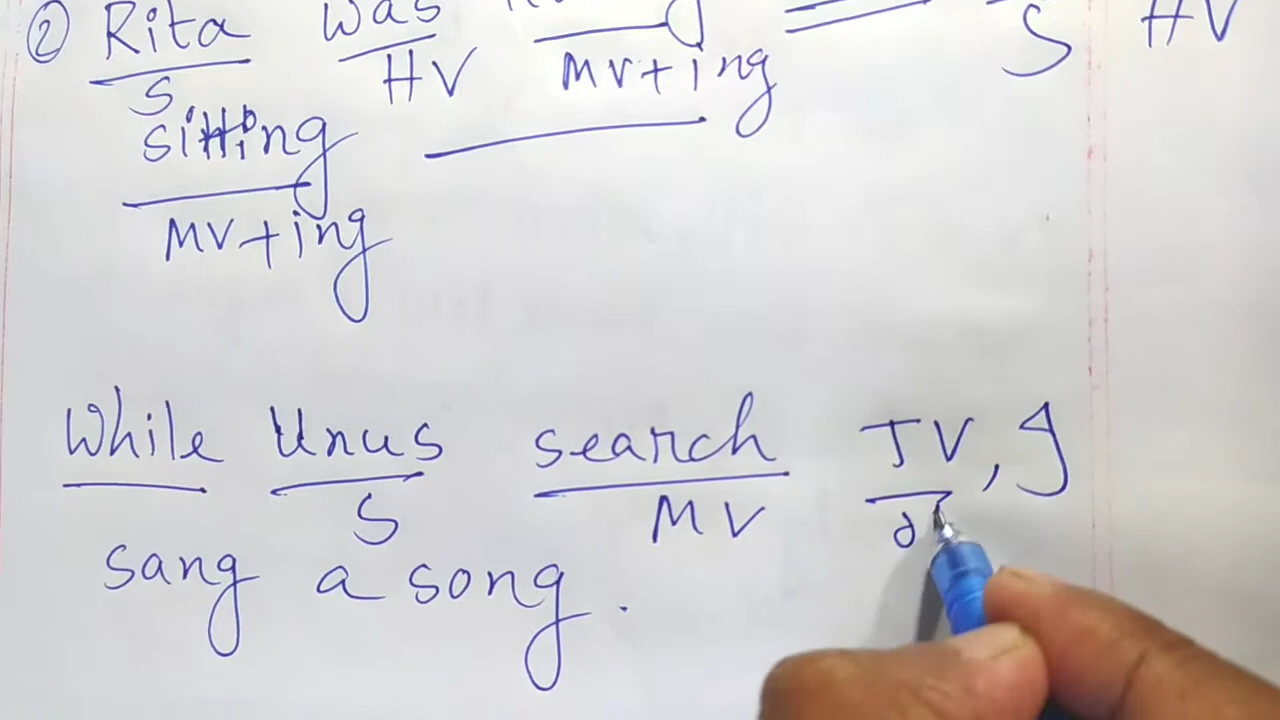 ② Rita was
S HV MV+ing S HV
sitting
MV+ing
While Unus search TV, I
S MV
sang a song.